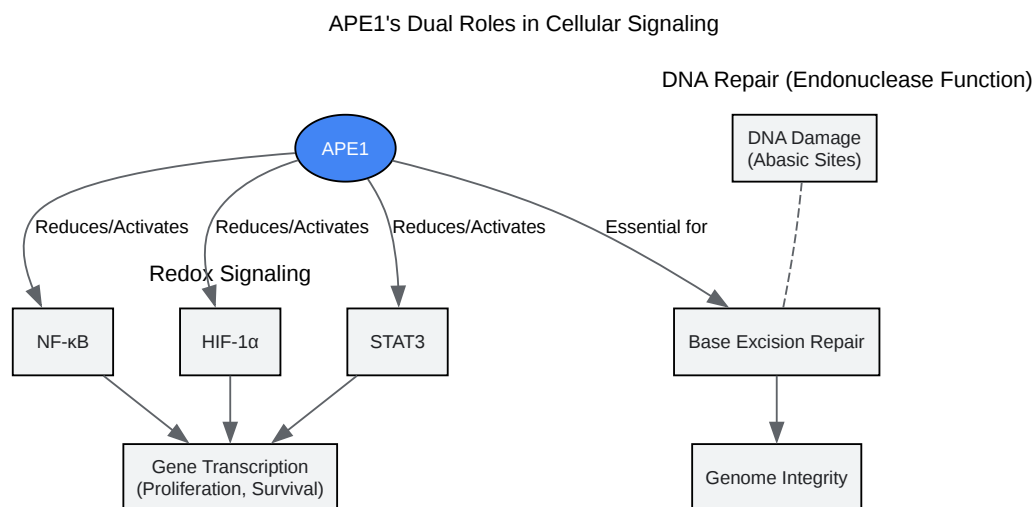 APE1's Dual Roles in Cellular Signaling
DNA Repair (Endonuclease Function)
APE1
DNA Damage
(Abasic Sites)
Reduces/Activates
Reduces/Activates
Reduces/Activates
Essential for
Redox Signaling
NF-κB
HIF-1α
STAT3
Base Excision Repair
Gene Transcription
(Proliferation, Survival)
Genome Integrity